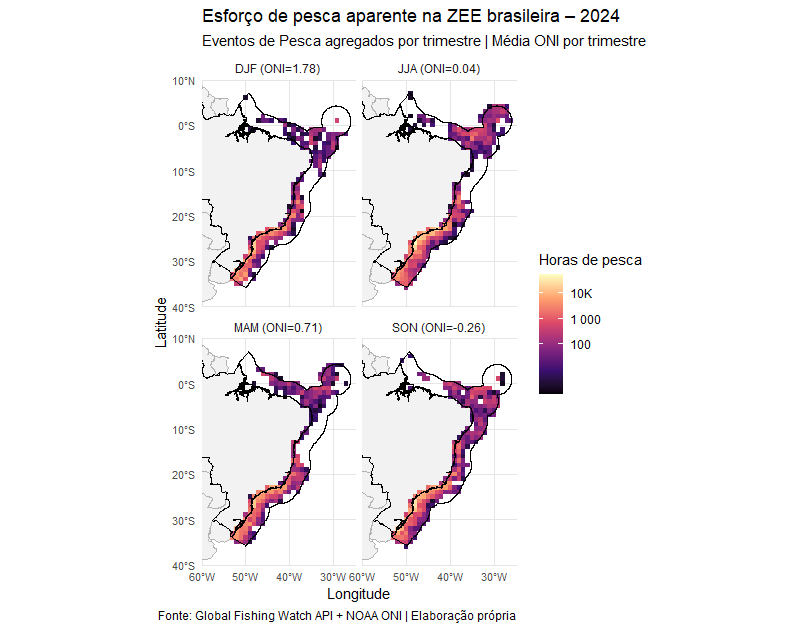 Esforço de pesca aparente na ZEE brasileira – 2024
Eventos de Pesca agregados por trimestre | Média ONI por trimestre
DJF (ONI=1.78)
JJA (ONI=0.04)
10°N
0°S
10°S
20°S
30°S
40°S
MAM (ONI=0.71)
SON (ONI=-0.26)
10°N
0°S
10°S
20°S
30°S
40°S
60°W
50°W
40°W
30°W
60°W
50°W
40°W
30°W
Latitude
Longitude
Horas de pesca
10K
1 000
100
Fonte: Global Fishing Watch API + NOAA ONI | Elaboração própria